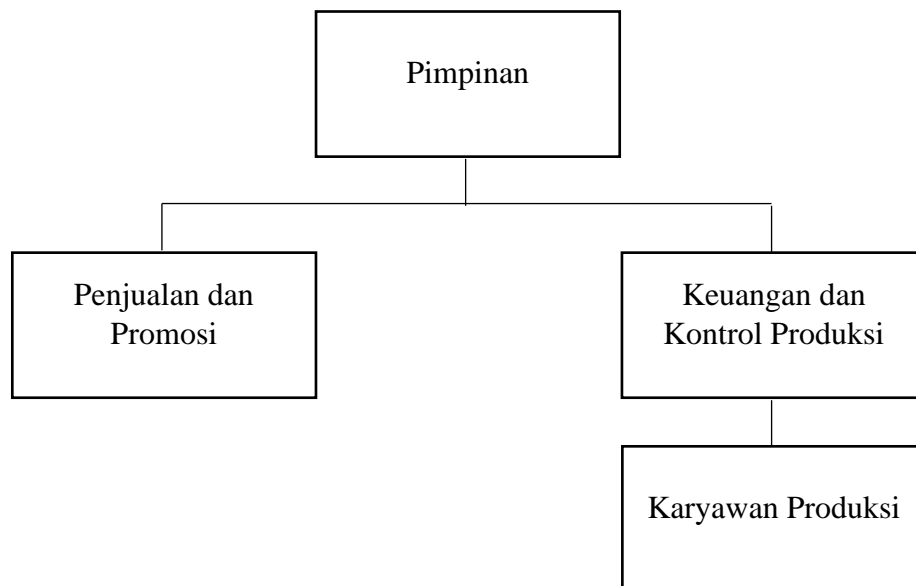 Pimpinan
Penjualan dan
Promosi
Keuangan dan
Kontrol Produksi
Karyawan Produksi